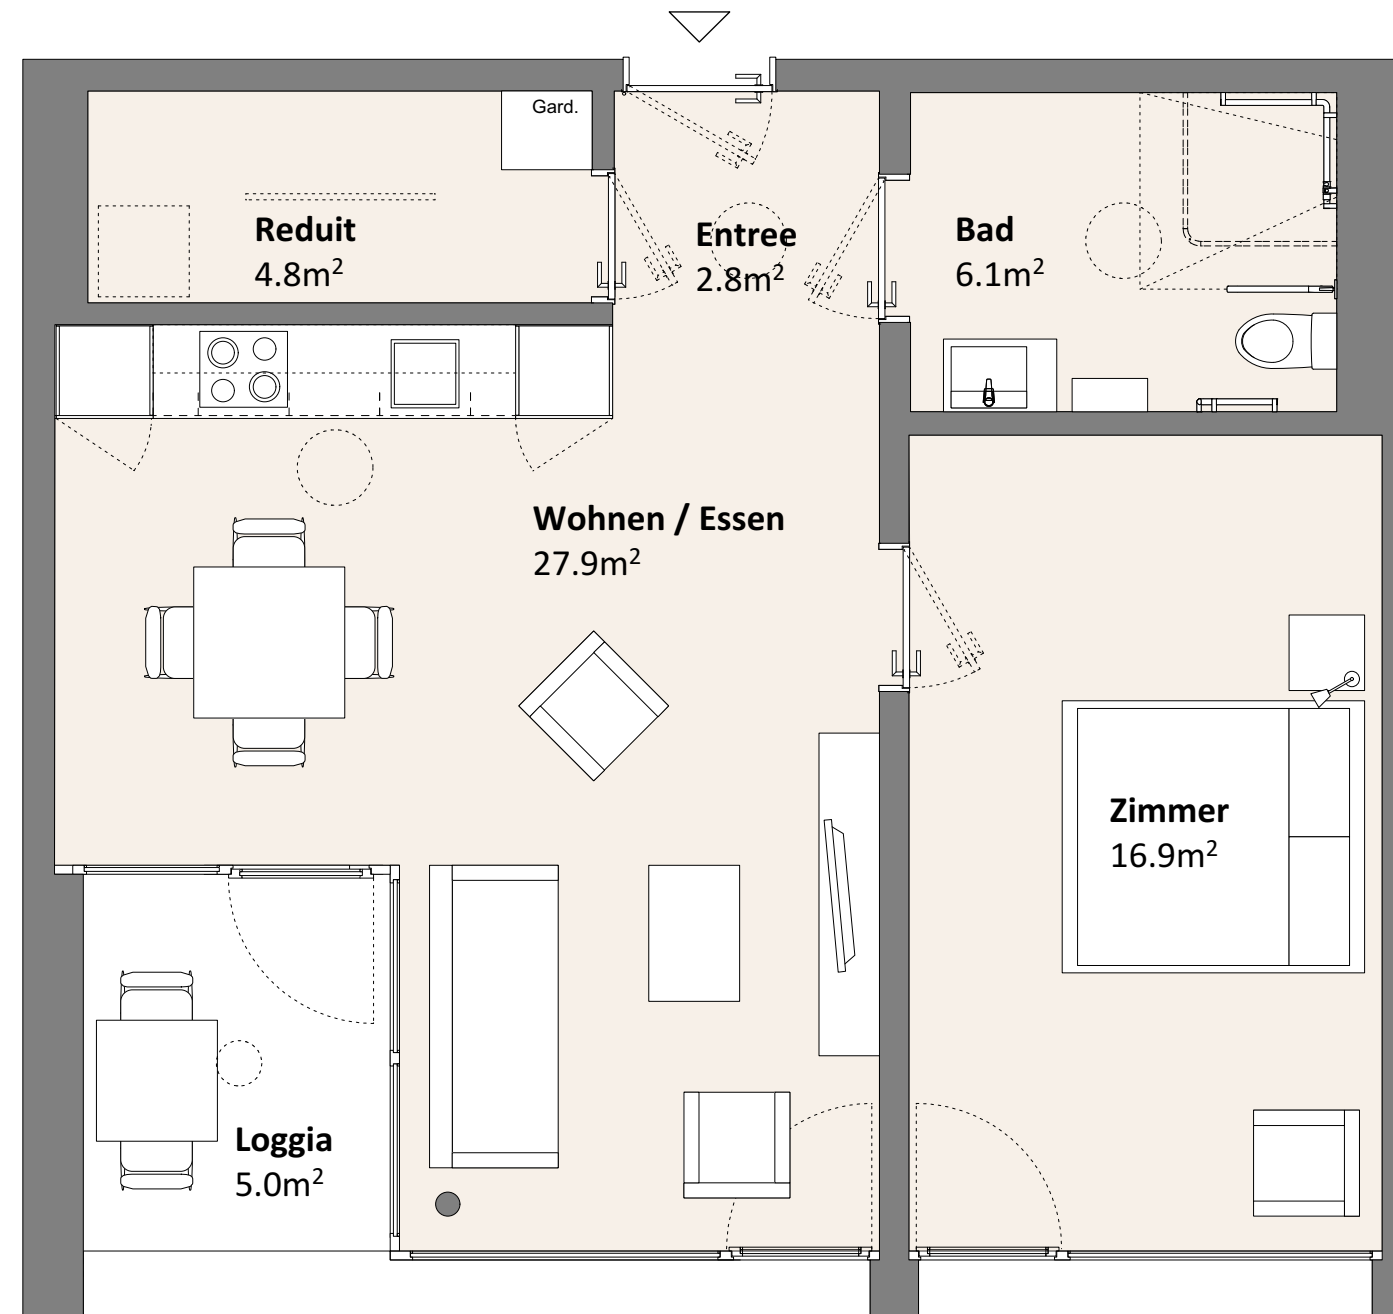 Gard.
Reduit
4.8m²
Entree
2.8m²
Bad
6.1m²
Wohnen / Essen
27.9m²
Zimmer
16.9m²
Loggia
5.0m²